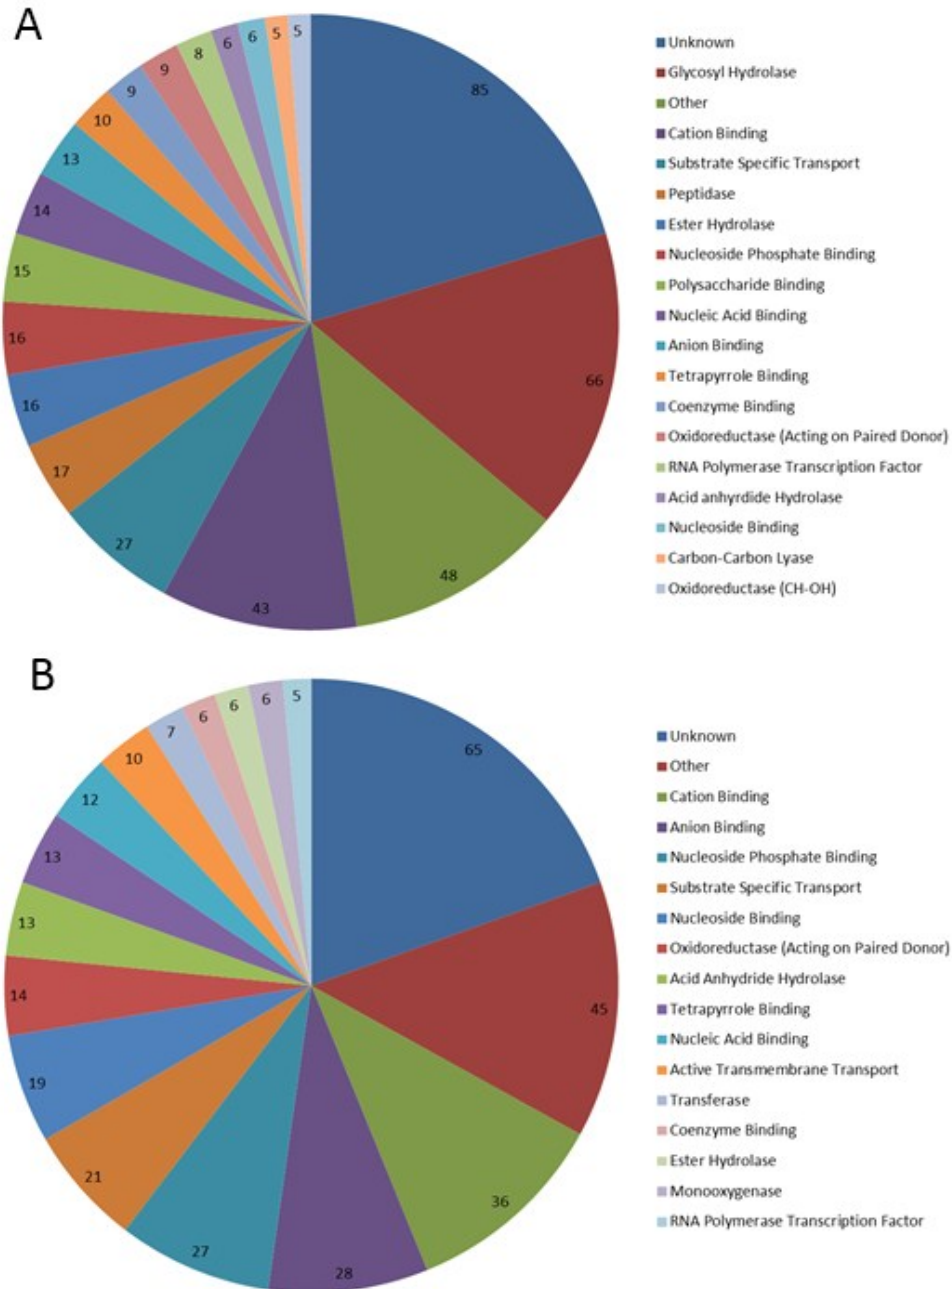 A
85
66
48
43
27
17
16
16
15
14
13
10
9
9
8
6
6
5
5
Unknown
Glycosyl Hydrolase
Other
Cation Binding
Substrate Specific Transport
Peptidase
Ester Hydrolase
Nucleoside Phosphate Binding
Polysaccharide Binding
Nucleic Acid Binding
Anion Binding
Tetrapyrrole Binding
Coenzyme Binding
Oxidoreductase (Acting on Paired Donor)
RNA Polymerase Transcription Factor
Acid anhyrdide Hydrolase
Nucleoside Binding
Carbon-Carbon Lyase
Oxidoreductase (CH-OH)
B
65
45
36
28
27
21
19
14
13
13
12
10
7
6
6
6
5
Unknown
Other
Cation Binding
Anion Binding
Nucleoside Phosphate Binding
Substrate Specific Transport
Nucleoside Binding
Oxidoreductase (Acting on Paired Donor)
Acid Anhydride Hydrolase
Tetrapyrrole Binding
Nucleic Acid Binding
Active Transmembrane Transport
Transferase
Coenzyme Binding
Ester Hydrolase
Monooxygenase
RNA Polymerase Transcription Factor